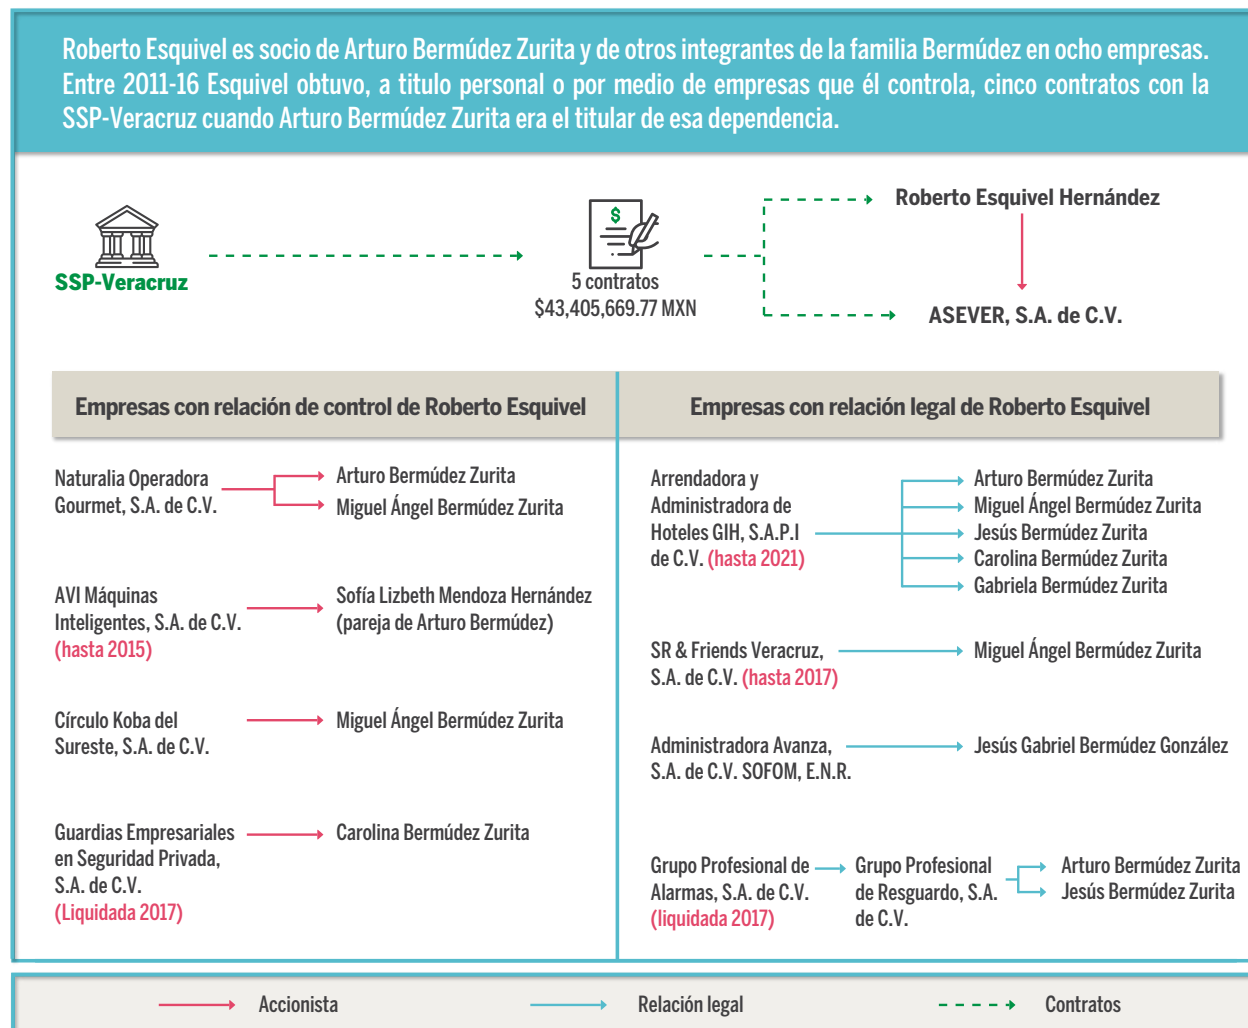 Roberto Esquivel es socio de Arturo Bermúdez Zurita y de otros integrantes de la familia Bermúdez en ocho empresas.
Entre 2011-16 Esquivel obtuvo, a titulo personal o por medio de empresas que él controla, cinco contratos con la
SSP-Veracruz cuando Arturo Bermúdez Zurita era el titular de esa dependencia.
SSP-Veracruz
$
5 contratos
$43,405,669.77 MXN
Roberto Esquivel Hernández
ASEVER, S.A. de C.V.
Empresas con relación de control de Roberto Esquivel
Naturalia Operadora
Gourmet, S.A. de C.V.
Arturo Bermúdez Zurita
Miguel Ángel Bermúdez Zurita
AVI Máquinas
Inteligentes, S.A. de C.V.
(hasta 2015)
Sofía Lizbeth Mendoza Hernández
(pareja de Arturo Bermúdez)
Círculo Koba del
Sureste, S.A. de C.V.
Miguel Ángel Bermúdez Zurita
Guardias Empresariales
en Seguridad Privada,
S.A. de C.V.
(Liquidada 2017)
Carolina Bermúdez Zurita
Empresas con relación legal de Roberto Esquivel
Arrendadora y
Administradora de
Hoteles GIH, S.A.P.I
de C.V. (hasta 2021)
Arturo Bermúdez Zurita
Miguel Ángel Bermúdez Zurita
Jesús Bermúdez Zurita
Carolina Bermúdez Zurita
Gabriela Bermúdez Zurita
SR & Friends Veracruz,
S.A. de C.V. (hasta 2017)
Miguel Ángel Bermúdez Zurita
Administradora Avanza,
S.A. de C.V. SOFOM, E.N.R.
Jesús Gabriel Bermúdez González
Grupo Profesional de
Alarmas, S.A. de C.V.
(liquidada 2017)
Grupo Profesional
de Resguardo, S.A.
de C.V.
Arturo Bermúdez Zurita
Jesús Bermúdez Zurita
Accionista
Relación legal
Contratos